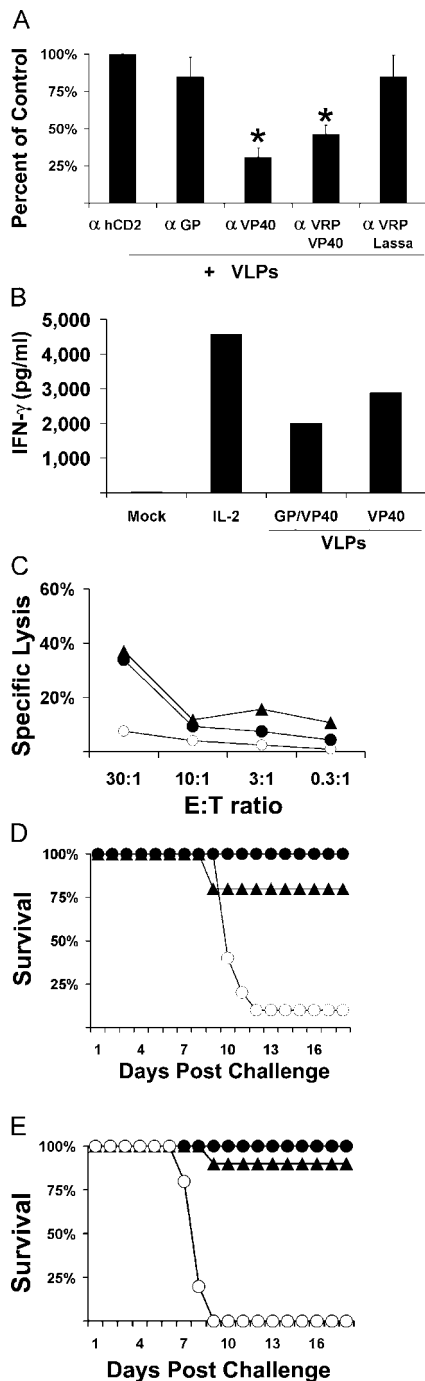 A
Percent of Control
100%
75%
50%
25%
*
*
α hCD2
α GP
α VP40
α VRP
VP40
α VRP
Lassa
+ VLPs
B
IFN-γ (pg/ml)
5,000
4,000
3,000
2,000
1,000
Mock
IL-2
GP/VP40
VP40
VLPs
C
Specific Lysis
60%
40%
20%
30:1
10:1
3:1
0.3:1
E:T ratio
D
Survival
100%
75%
50%
25%
1
4
7
10
13
16
Days Post Challenge
E
Survival
100%
75%
50%
25%
1
4
7
10
13
16
Days Post Challenge